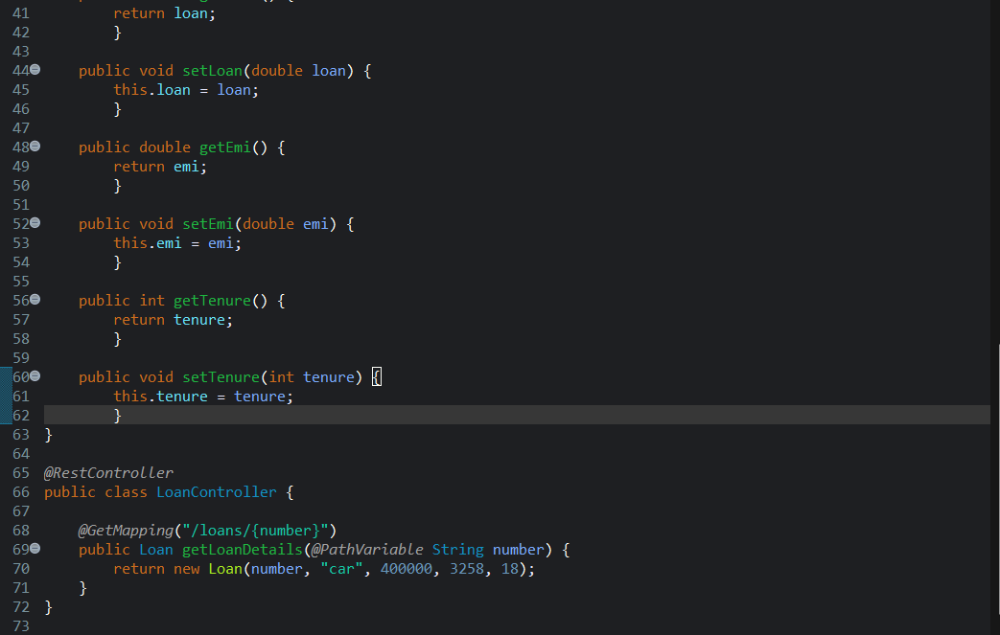 41         return loan;
42         }
43
44     public void setLoan(double loan) {
45         this.loan = loan;
46         }
47
48     public double getEmi() {
49         return emi;
50         }
51
52     public void setEmi(double emi) {
53         this.emi = emi;
54         }
55
56     public int getTenure() {
57         return tenure;
58         }
59
60     public void setTenure(int tenure) {
61         this.tenure = tenure;
62         }
63 }
64
65 @RestController
66 public class LoanController {
67
68     @GetMapping("/loans/{number}")
69     public Loan getLoanDetails(@PathVariable String number) {
70         return new Loan(number, "car", 400000, 3258, 18);
71     }
72 }
73